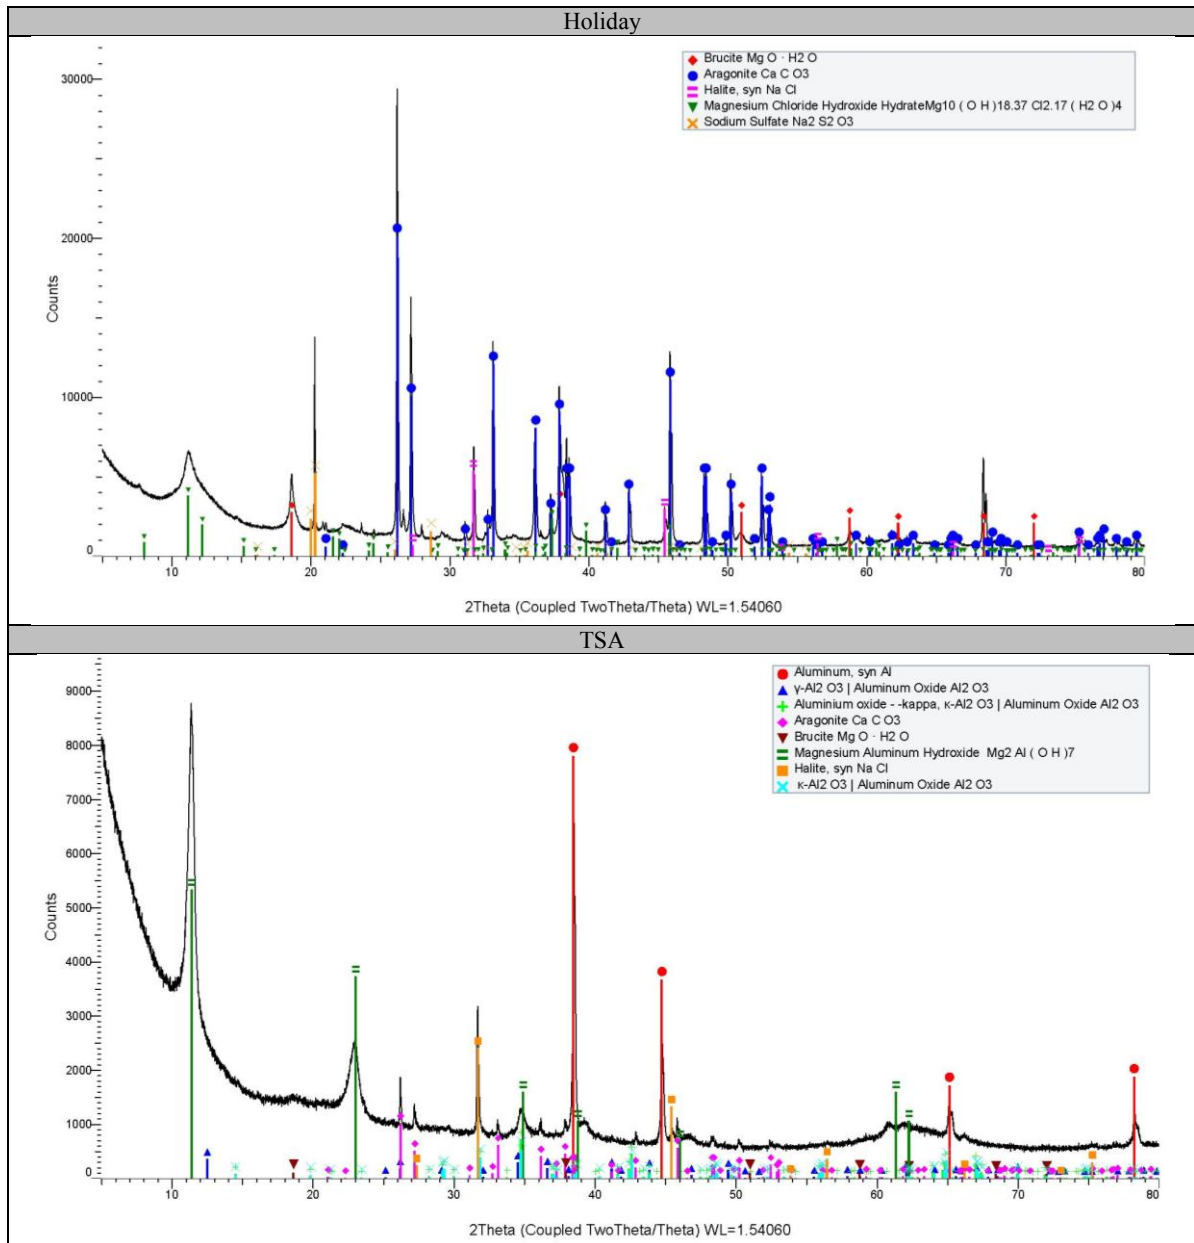 Holiday
Brucite Mg O · H2 O
Aragonite Ca C O3
Halite, syn Na Cl
Magnesium Chloride Hydroxide HydrateMg10 ( O H )18.37 Cl2.17 ( H2 O )4
Sodium Sulfate Na2 S2 O3
30000
20000
10000
0
Counts
10 20 30 40 50 60 70 80
2Theta (Coupled TwoTheta/Theta) WL=1.54060
TSA
Aluminum, syn Al
γ-Al2 O3 | Aluminum Oxide Al2 O3
Aluminium oxide - -kappa, κ-Al2 O3 | Aluminum Oxide Al2 O3
Aragonite Ca C O3
Brucite Mg O · H2 O
Magnesium Aluminum Hydroxide Mg2 Al ( O H )7
Halite, syn Na Cl
κ-Al2 O3 | Aluminum Oxide Al2 O3
9000
8000
7000
6000
5000
4000
3000
2000
1000
0
Counts
10 20 30 40 50 60 70 80
2Theta (Coupled TwoTheta/Theta) WL=1.54060